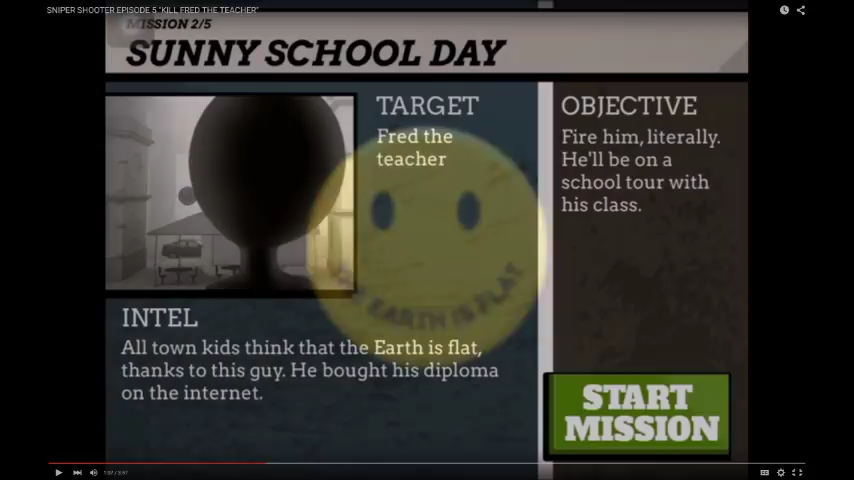 SNIPER SHOOTER EPISODE 5 "KILL FRED THE TEACHER"
MISSION 2/5
SUNNY SCHOOL DAY
TARGET
Fred the
teacher
OBJECTIVE
Fire him, literally.
He'll be on a
school tour with
his class.
EARTH IS FLAT
INTEL
All town kids think that the Earth is flat,
thanks to this guy. He bought his diploma
on the internet.
START
MISSION